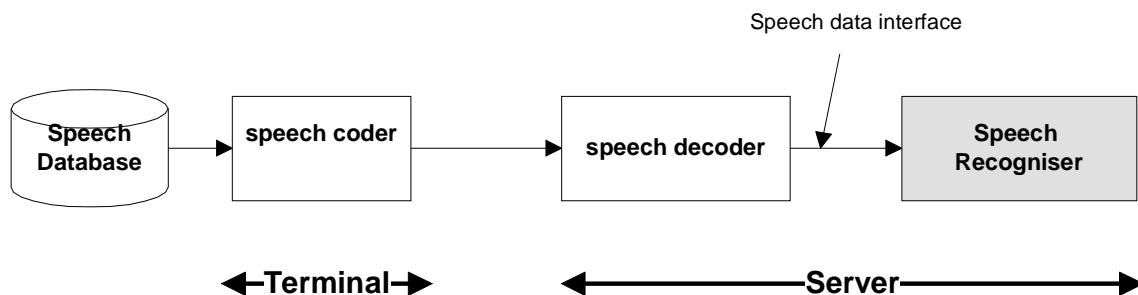 Speech data interface
Speech
Database
speech coder
speech decoder
Speech
Recogniser
Terminal
Server